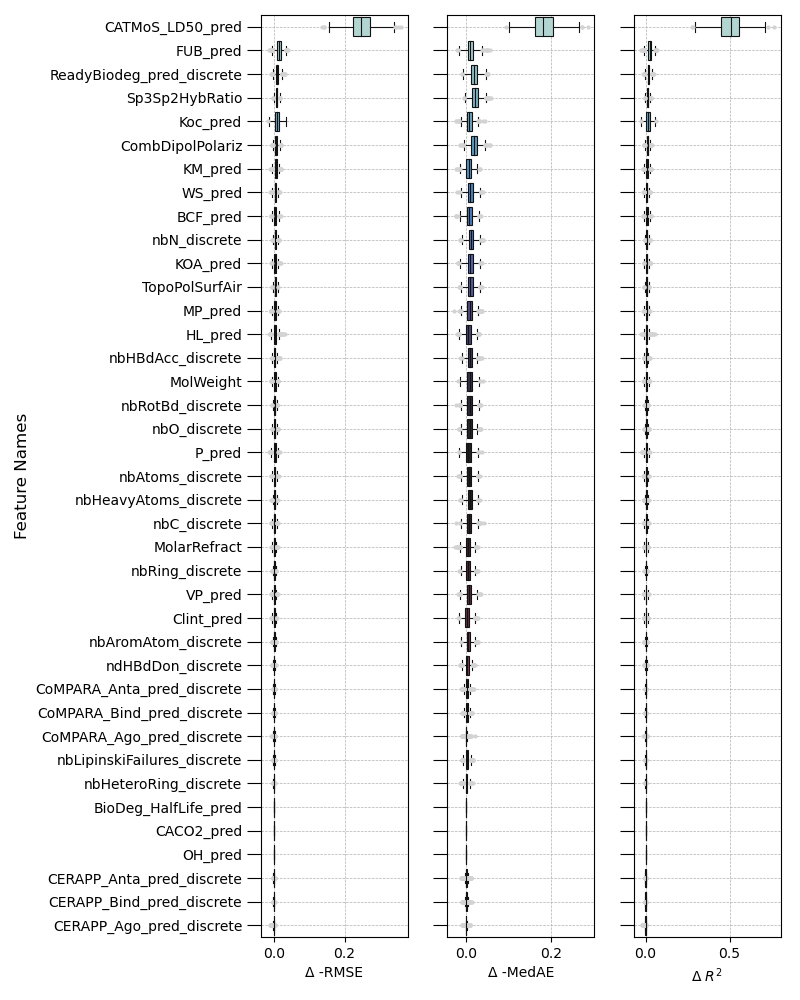 CATMoS_LD50_pred
FUB_pred
ReadyBiodeg_pred_discrete
Sp3Sp2HybRatio
Koc_pred
CombDipolPolariz
KM_pred
WS_pred
BCF_pred
nbN_discrete
KOA_pred
TopoPolSurfAir
MP_pred
HL_pred
nbHBdAcc_discrete
MolWeight
nbRotBd_discrete
nbO_discrete
P_pred
nbAtoms_discrete
nbHeavyAtoms_discrete
nbC_discrete
MolarRefract
nbRing_discrete
VP_pred
Clint_pred
nbAromAtom_discrete
ndHBdDon_discrete
CoMPARA_Anta_pred_discrete
CoMPARA_Bind_pred_discrete
CoMPARA_Ago_pred_discrete
nbLipinskiFailures_discrete
nbHeteroRing_discrete
BioDeg_HalfLife_pred
CACO2_pred
OH_pred
CERAPP_Anta_pred_discrete
CERAPP_Bind_pred_discrete
CERAPP_Ago_pred_discrete
Feature Names
0.0 0.2
Δ -RMSE
0.0 0.2
Δ -MedAE
0.0 0.5
Δ R²